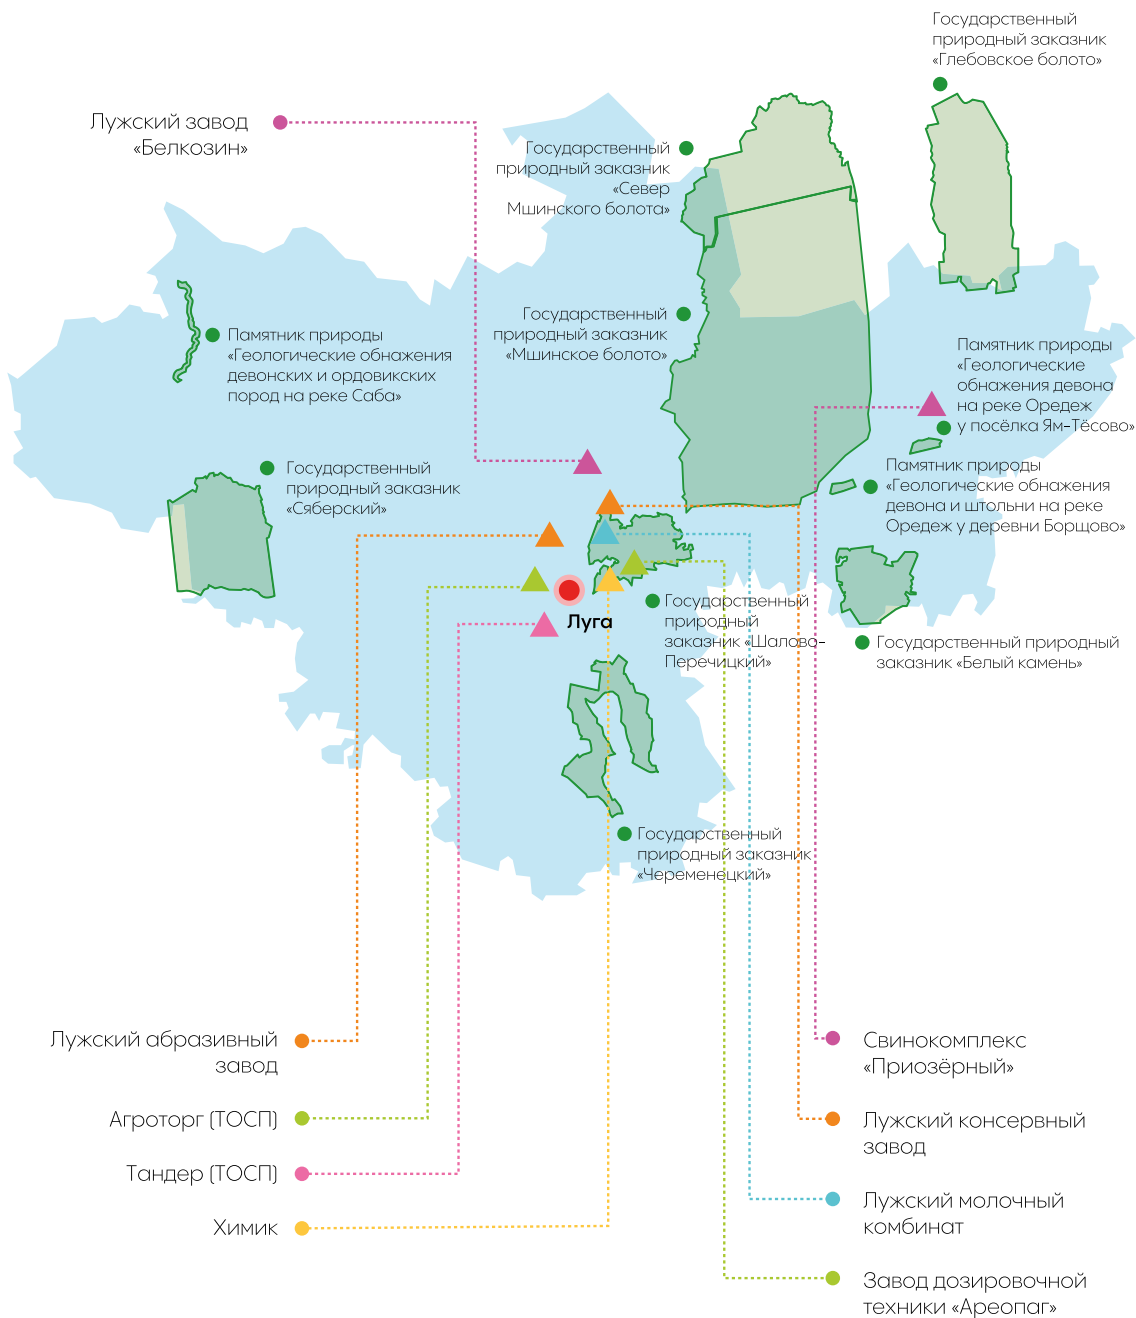 Государственный
природный заказник
«Глебовское болото»
Лужский завод
«Белкозин»
Государственный
природный заказник
«Север
Мшинского болота»
Государственный
природный заказник
«Мшинское болото»
Памятник природы
«Геологические обнажения
девонских и ордовикских
пород на реке Саба»
Памятник природы
«Геологические
обнажения девона
на реке Оредеж
у посёлка Ям-Тёсово»
Государственный
природный заказник
«Сяберский»
Памятник природы
«Геологические обнажения
девона и штольни на реке
Оредеж у деревни Борщово»
Луга
Государственный
природный
заказник «Шалово-
Перечицкий»
Государственный природный
заказник «Белый камень»
Государственный
природный заказник
«Череменецкий»
Лужский абразивный
завод
Агроторг (ТОСП)
Тандер (ТОСП)
Химик
Свинокомплекс
«Приозёрный»
Лужский консервный
завод
Лужский молочный
комбинат
Завод дозировочной
техники «Ареопаг»